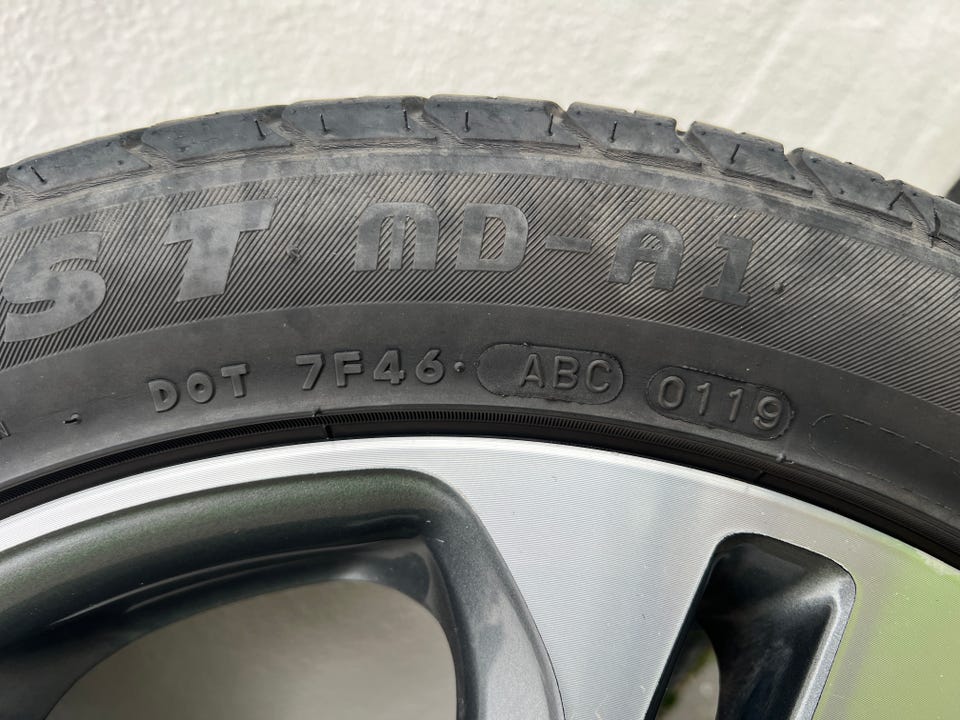 ST MD-A1
DOT 7F46· ABC 0119